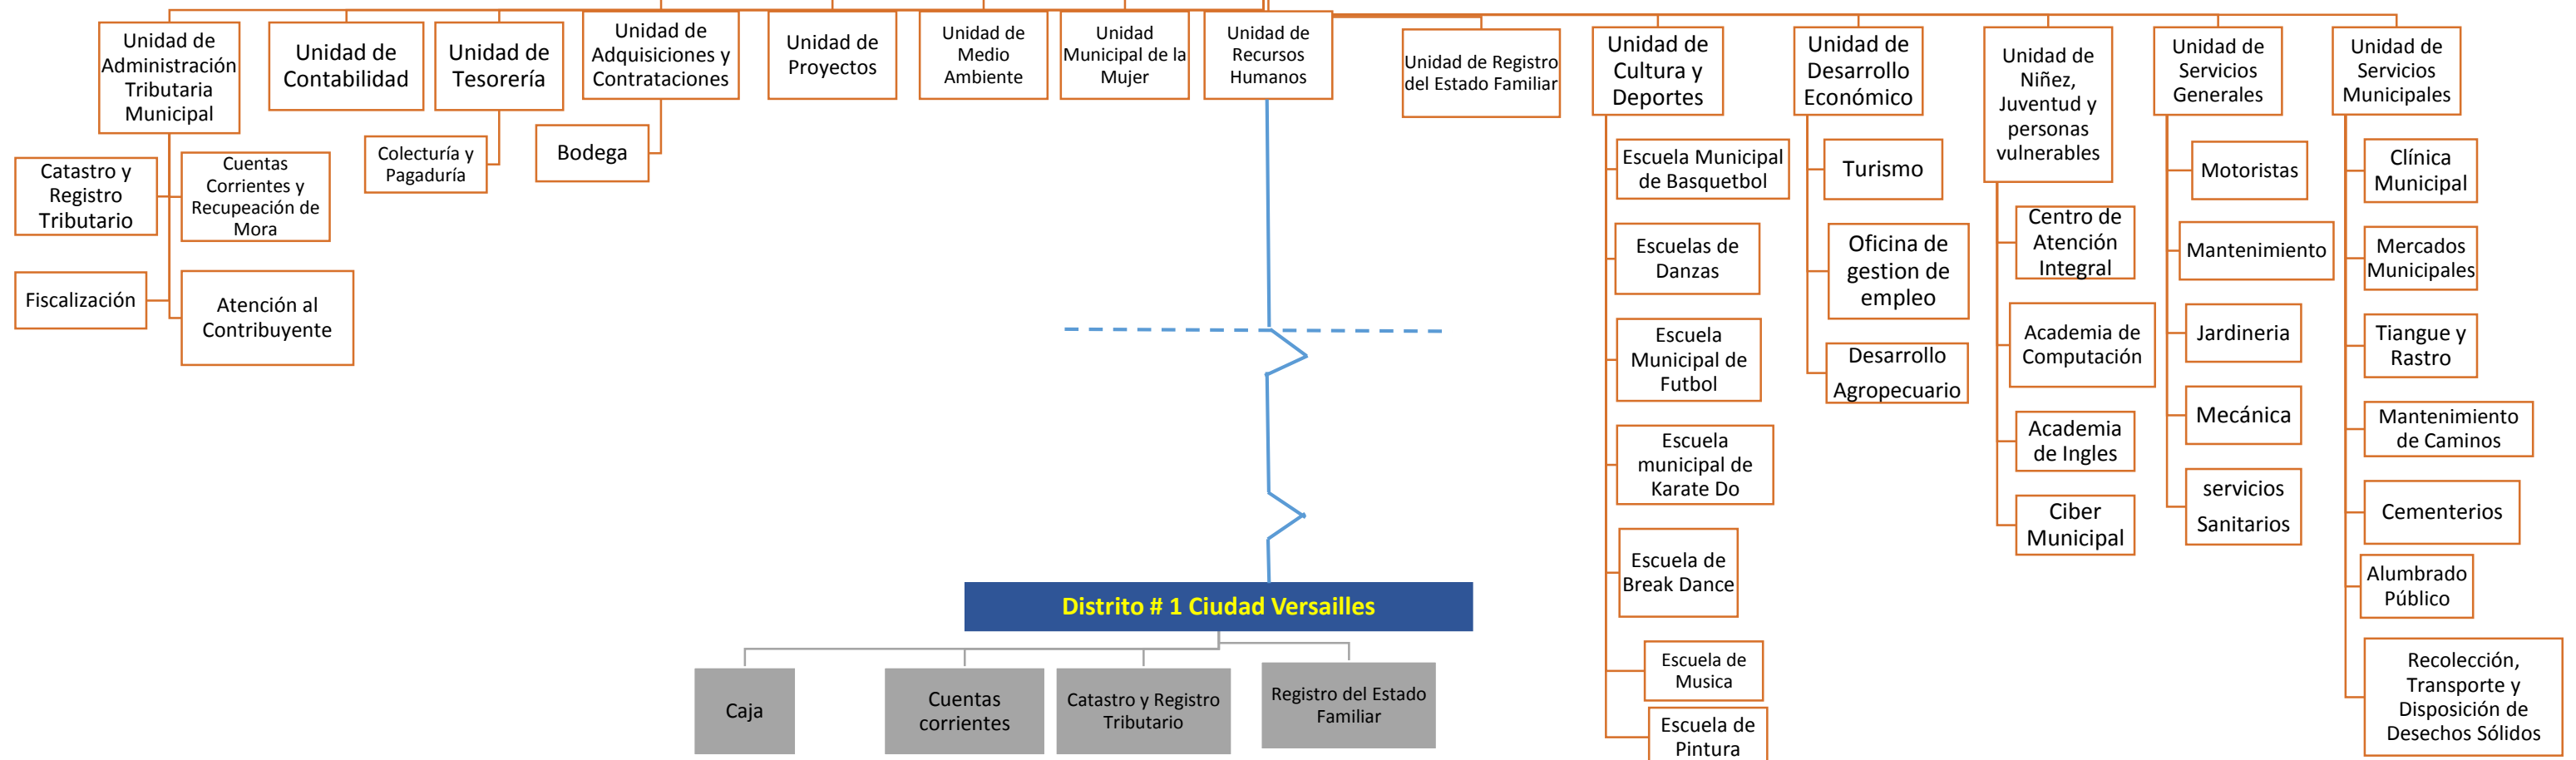 Unidad de
Administración
Tributaria
Municipal
Unidad de
Contabilidad
Unidad de
Tesorería
Unidad de
Adquisiciones y
Contrataciones
Unidad de
Proyectos
Unidad de
Medio
Ambiente
Unidad
Municipal de la
Mujer
Unidad de
Recursos
Humanos
Unidad de Registro
del Estado Familiar
Unidad de
Cultura y
Deportes
Unidad de
Desarrollo
Económico
Unidad de
Niñez,
Juventud y
personas
vulnerables
Unidad de
Servicios
Generales
Unidad de
Servicios
Municipales
Catastro y
Registro
Tributario
Cuentas
Corrientes y
Recupeación de
Mora
Fiscalización
Atención al
Contribuyente
Colecturía y
Pagaduría
Bodega
Escuela Municipal
de Basquetbol
Escuelas de
Danzas
Escuela
Municipal de
Futbol
Escuela
municipal de
Karate Do
Escuela de
Break Dance
Escuela de
Musica
Escuela de
Pintura
Turismo
Oficina de
gestion de
empleo
Desarrollo
Agropecuario
Centro de
Atención
Integral
Academia de
Computación
Academia
de Ingles
Ciber
Municipal
Motoristas
Mantenimiento
Jardineria
Mecánica
servicios
Sanitarios
Clínica
Municipal
Mercados
Municipales
Tiangue y
Rastro
Mantenimiento
de Caminos
Cementerios
Alumbrado
Público
Recolección,
Transporte y
Disposición de
Desechos Sólidos
Distrito # 1 Ciudad Versailles
Caja
Cuentas
corrientes
Catastro y Registro
Tributario
Registro del Estado
Familiar